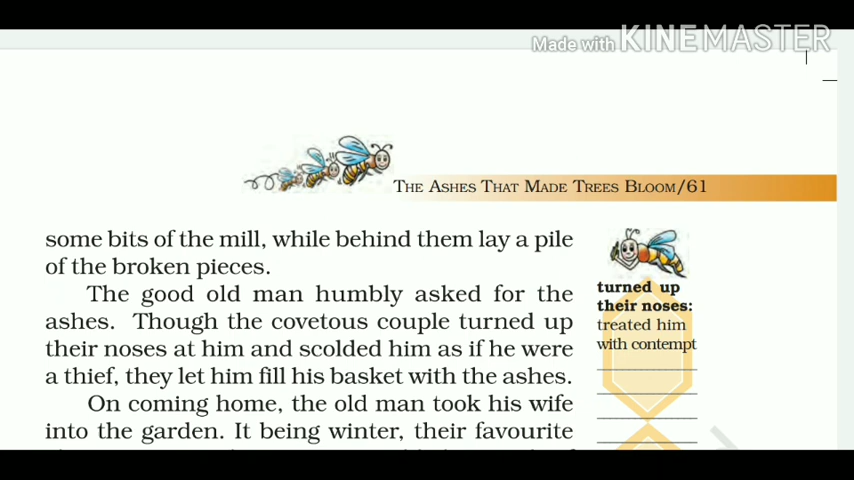 Made with KINEMASTER
THE ASHES THAT MADE TREES BLOOM/61
some bits of the mill, while behind them lay a pile
of the broken pieces.
The good old man humbly asked for the
ashes. Though the covetous couple turned up
their noses at him and scolded him as if he were
a thief, they let him fill his basket with the ashes.
On coming home, the old man took his wife
into the garden. It being winter, their favourite
turned up
their noses:
treated him
with contempt